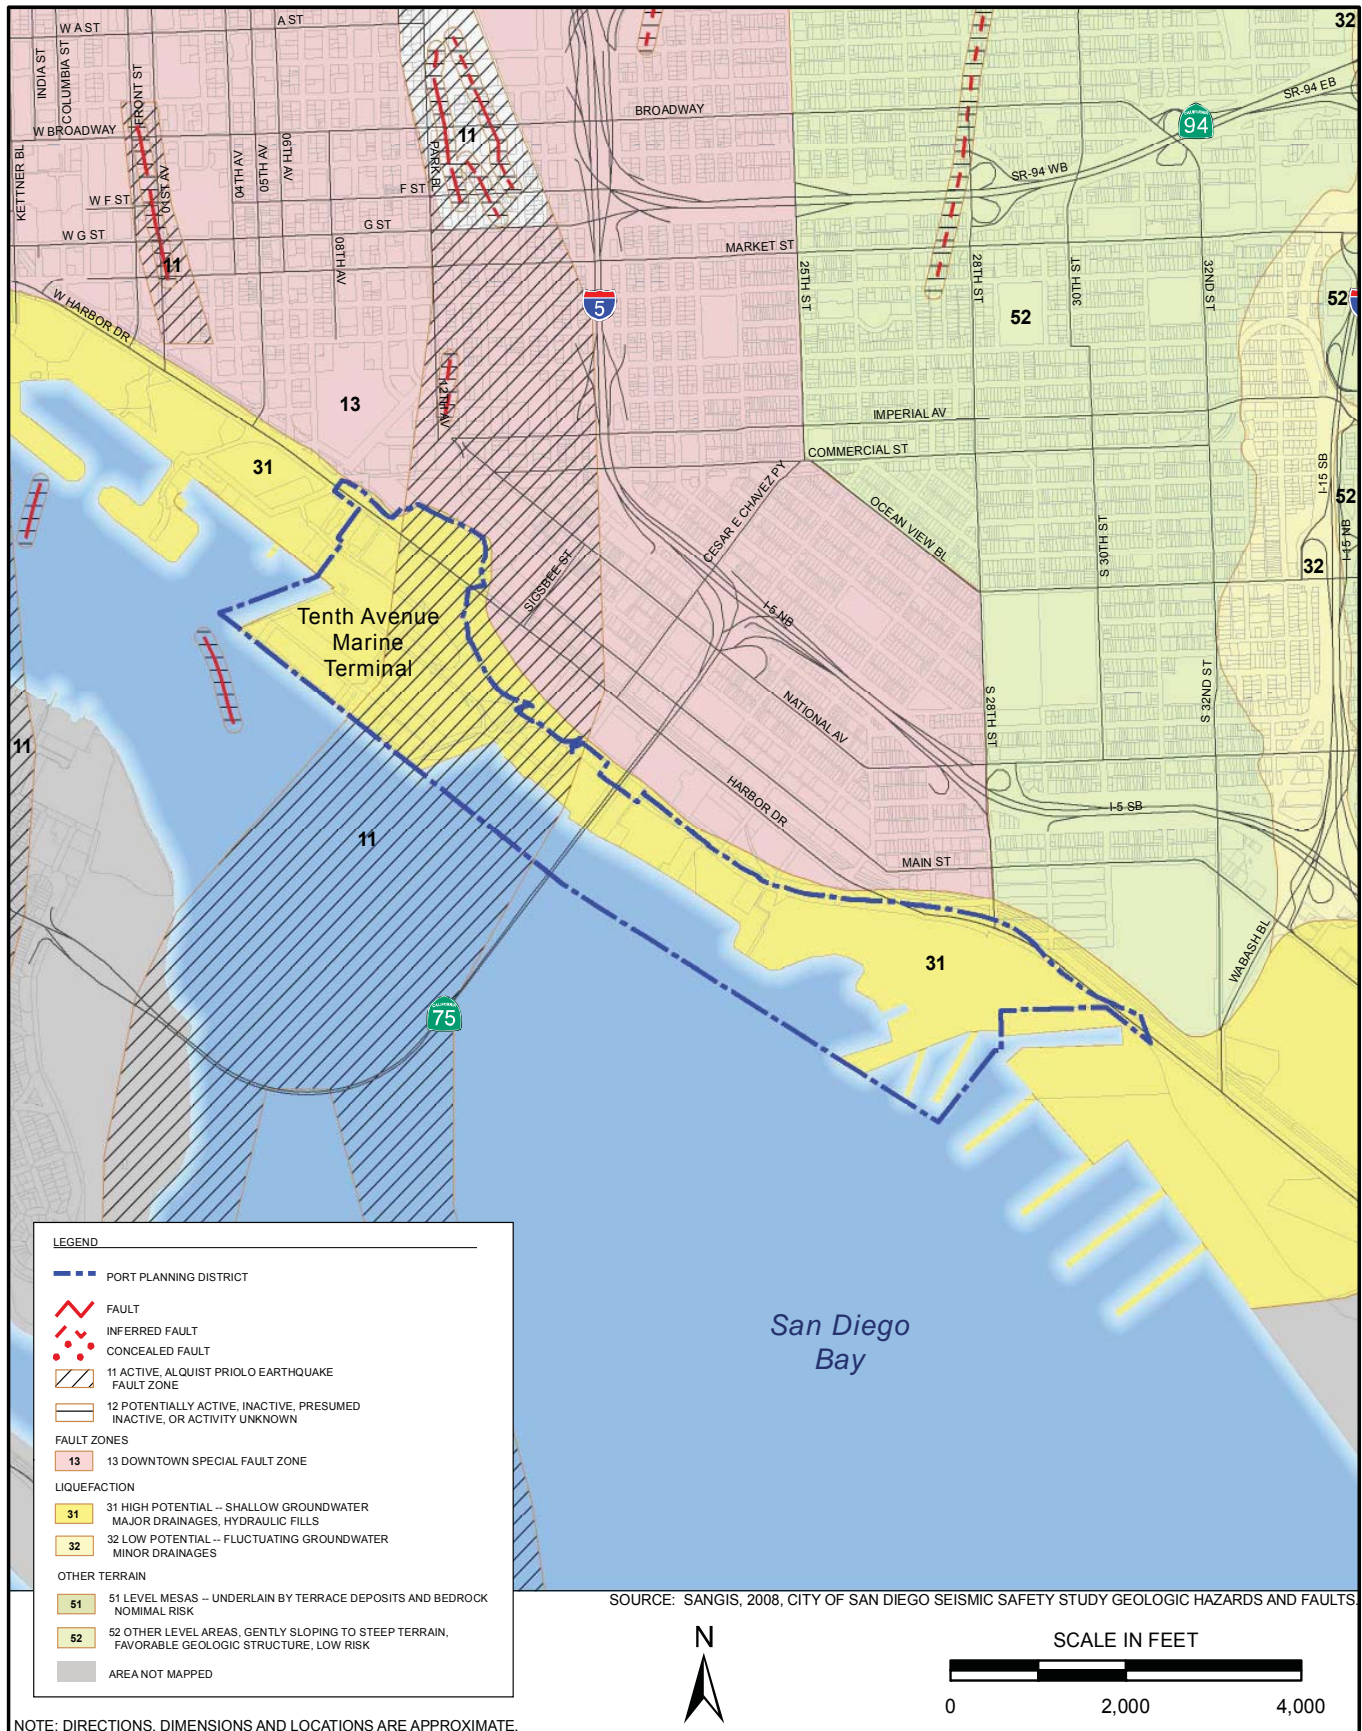 W A ST
A ST
32
INDIA ST
COLUMBIA ST
FRONT ST
SR-94 EB
BROADWAY
W BROADWAY
94
11
KETTNER BL
04TH AV
05TH AV
06TH AV
PARK BL
01ST AV
F ST
W F ST
SR-94 WB
G ST
W G ST
MARKET ST
08TH AV
11
25TH ST
28TH ST
30TH ST
32ND ST
W HARBOR DR
5
52
52
12TH AV
13
IMPERIAL AV
COMMERCIAL ST
31
CESAR E CHAVEZ PY
OCEAN VIEW BL
I-15 SB
52
I-15 NB
S 30TH ST
SIGSBEE ST
32
I-5 NB
Tenth Avenue
Marine
Terminal
NATIONAL AV
S 28TH ST
S 32ND ST
11
HARBOR DR
I-5 SB
11
MAIN ST
31
WABASH BL
CALIFORNIA
75
San Diego
Bay
LEGEND
PORT PLANNING DISTRICT
FAULT
INFERRED FAULT
CONCEALED FAULT
11 ACTIVE, ALQUIST PRIOLO EARTHQUAKE
FAULT ZONE
12 POTENTIALLY ACTIVE, INACTIVE, PRESUMED
INACTIVE, OR ACTIVITY UNKNOWN
FAULT ZONES
13 13 DOWNTOWN SPECIAL FAULT ZONE
LIQUEFACTION
31 31 HIGH POTENTIAL -- SHALLOW GROUNDWATER
MAJOR DRAINAGES, HYDRAULIC FILLS
32 32 LOW POTENTIAL -- FLUCTUATING GROUNDWATER
MINOR DRAINAGES
OTHER TERRAIN
51 51 LEVEL MESAS -- UNDERLAIN BY TERRACE DEPOSITS AND BEDROCK
NOMIMAL RISK
52 52 OTHER LEVEL AREAS, GENTLY SLOPING TO STEEP TERRAIN,
FAVORABLE GEOLOGIC STRUCTURE, LOW RISK
AREA NOT MAPPED
SOURCE: SANGIS, 2008, CITY OF SAN DIEGO SEISMIC SAFETY STUDY GEOLOGIC HAZARDS AND FAULTS.
N
SCALE IN FEET
0 2,000 4,000
NOTE: DIRECTIONS, DIMENSIONS AND LOCATIONS ARE APPROXIMATE.